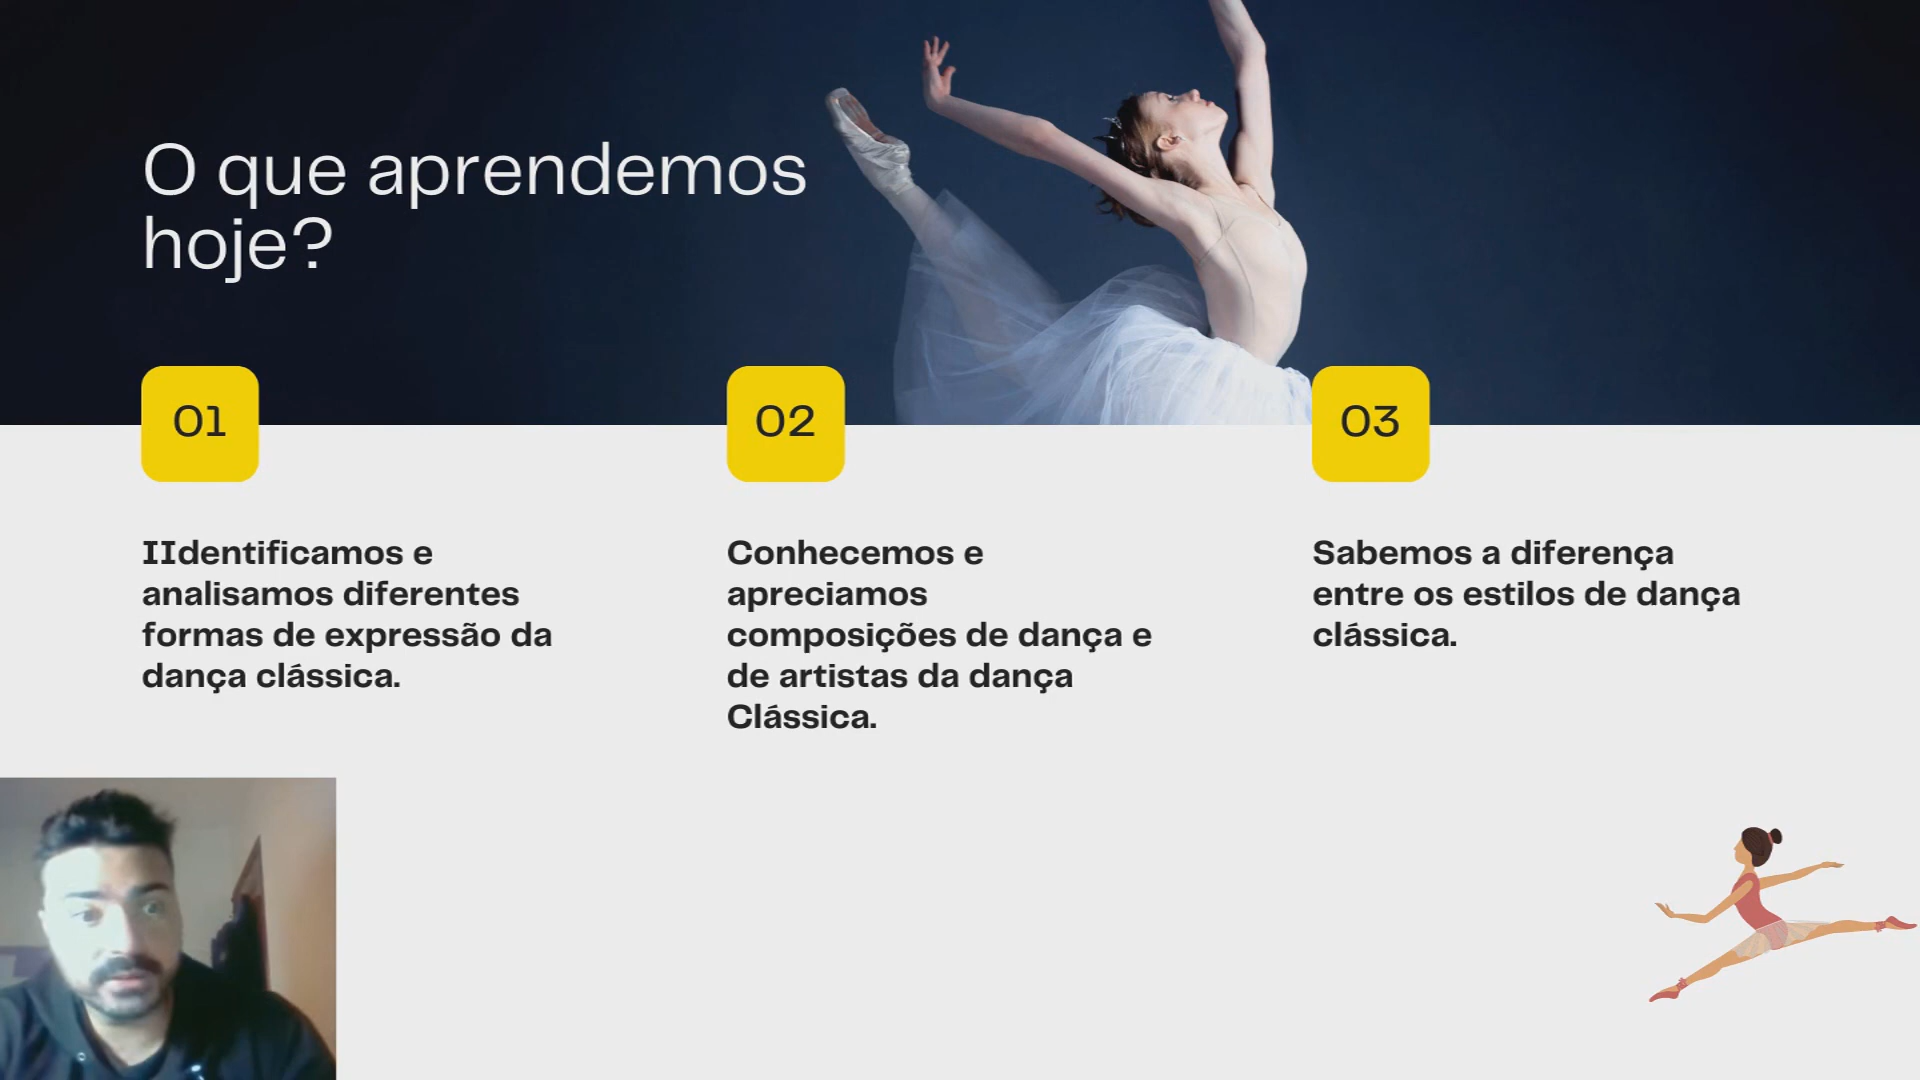 O que aprendemos
hoje?
01
IIdentificamos e
analisamos diferentes
formas de expressão da
dança clássica.
02
Conhecemos e
apreciamos
composições de dança e
de artistas da dança
Clássica.
03
Sabemos a diferença
entre os estilos de dança
clássica.